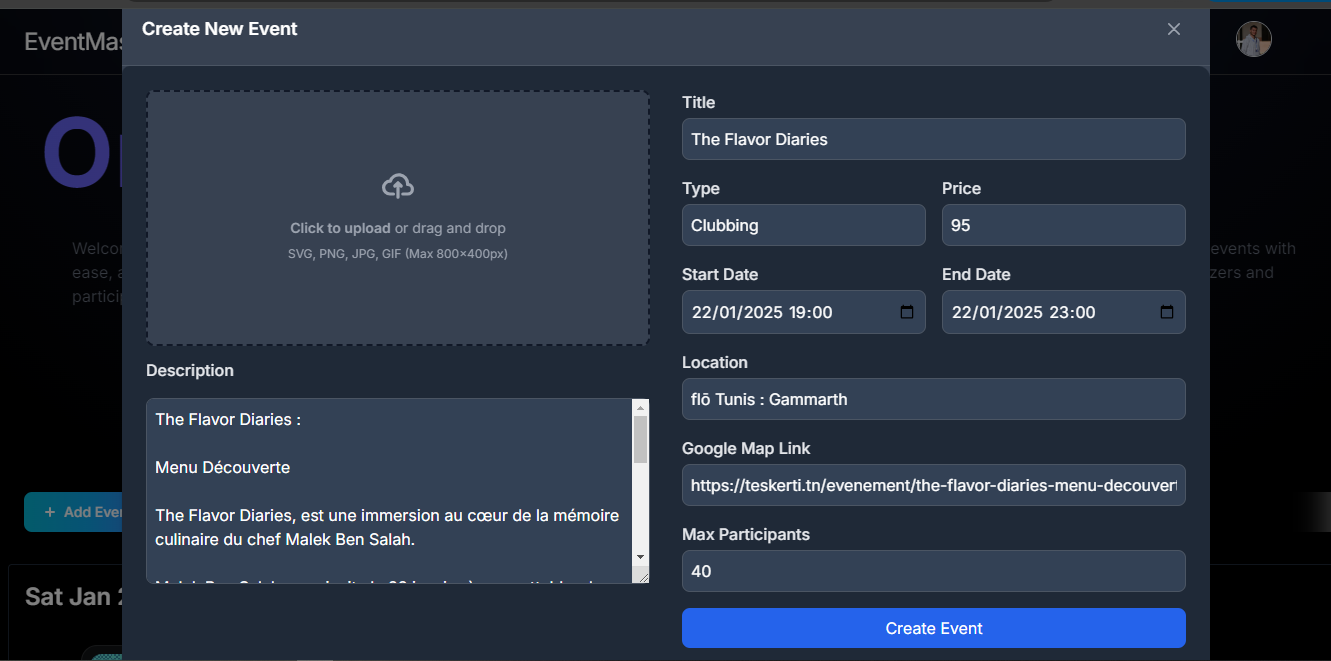 Create New Event
EventMas
O
Welcon
ease, a
particip
events with
zers and
+ Add Ever
Sat Jan 2
Click to upload or drag and drop
SVG, PNG, JPG, GIF (Max 800×400px)
Description
The Flavor Diaries :
Menu Découverte
The Flavor Diaries, est une immersion au cœur de la mémoire
culinaire du chef Malek Ben Salah.
Title
The Flavor Diaries
Type
Price
Clubbing
95
Start Date
End Date
22/01/2025 19:00
22/01/2025 23:00
Location
flō Tunis : Gammarth
Google Map Link
https://teskerti.tn/evenement/the-flavor-diaries-menu-decouvert
Max Participants
40
Create Event